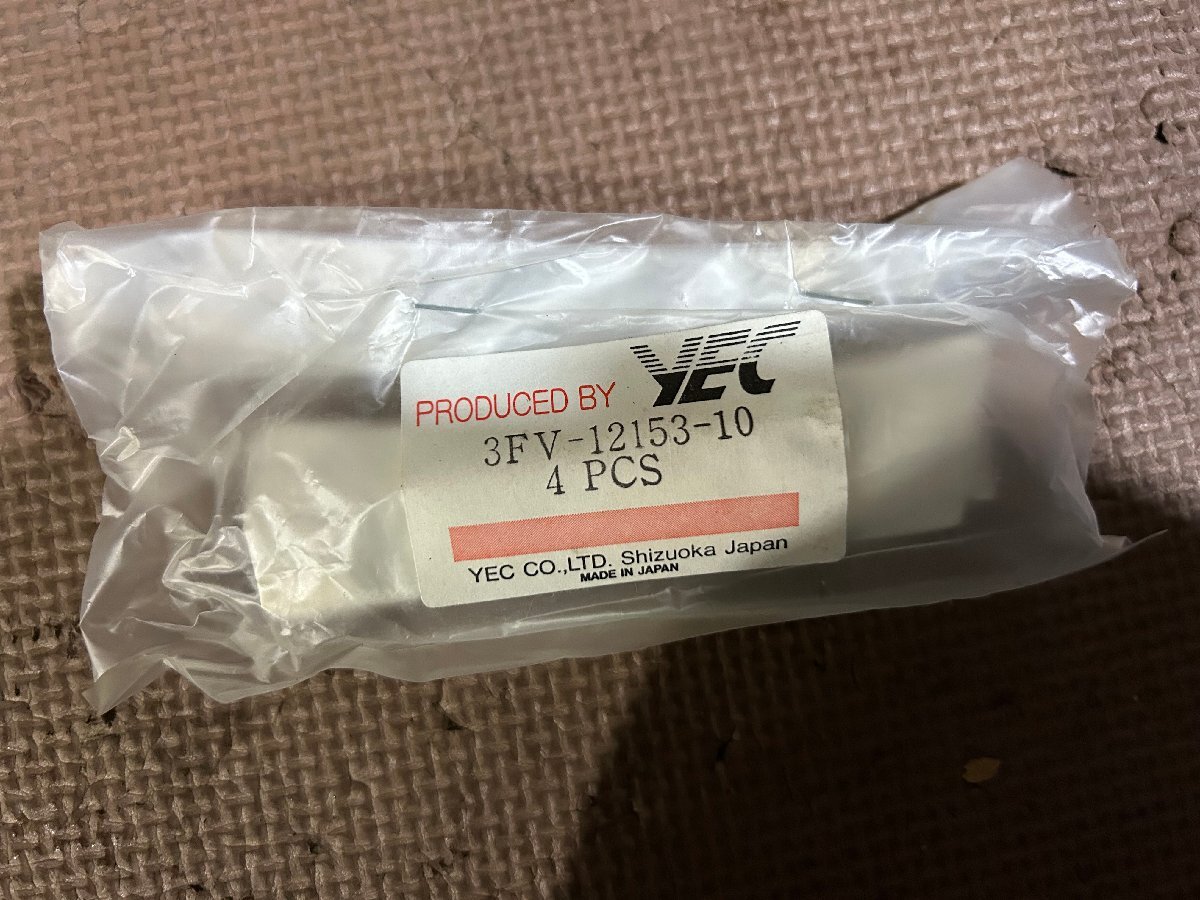 PRODUCED BY YEC
3FV-12153-10
4 PCS
YEC CO.,LTD. Shizuoka Japan
MADE IN JAPAN